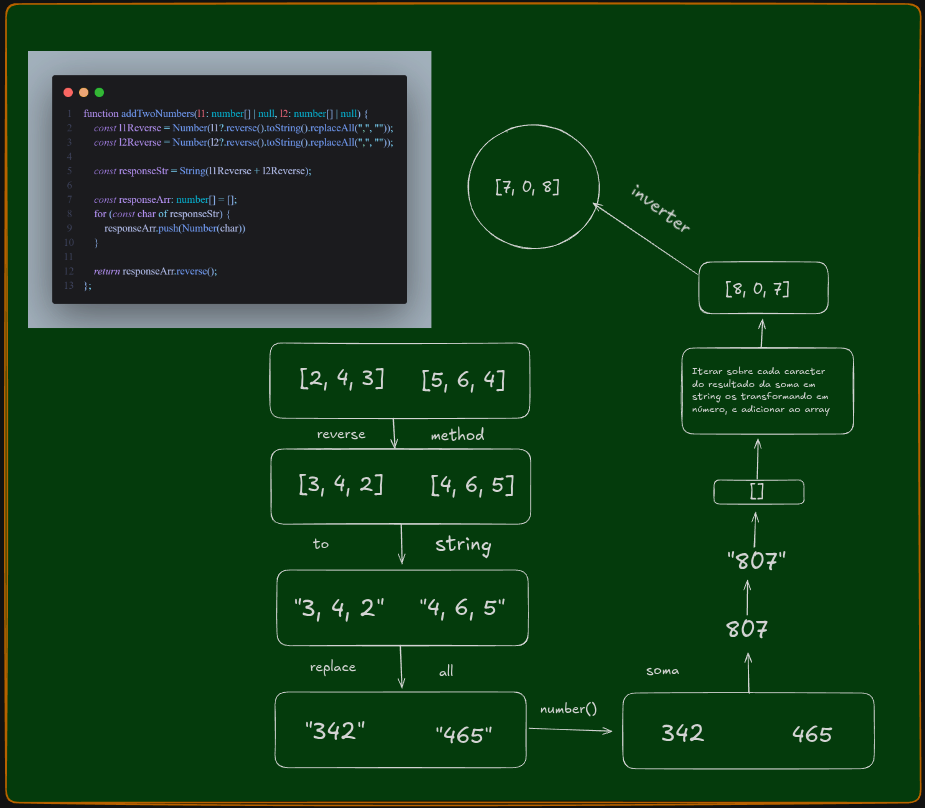 1 function addTwoNumbers(l1: number[] | null, l2: number[] | null) {
2 const l1Reverse = Number(l1?.reverse().toString().replaceAll(",", ""));
3 const l2Reverse = Number(l2?.reverse().toString().replaceAll(",", ""));
4
5 const responseStr = String(l1Reverse + l2Reverse);
6
7 const responseArr: number[] = [];
8 for (const char of responseStr) {
9 responseArr.push(Number(char))
10 }
11
12 return responseArr.reverse();
13 };
[2, 4, 3] [5, 6, 4]
reverse method
[3, 4, 2] [4, 6, 5]
to string
"3, 4, 2" "4, 6, 5"
replace all
"342" "465"
number()
342 465
soma
807
"807"
[]
Iterar sobre cada caracter
do resultado da soma em
string os transformando em
número, e adicionar ao array
[8, 0, 7]
inverter
[7, 0, 8]